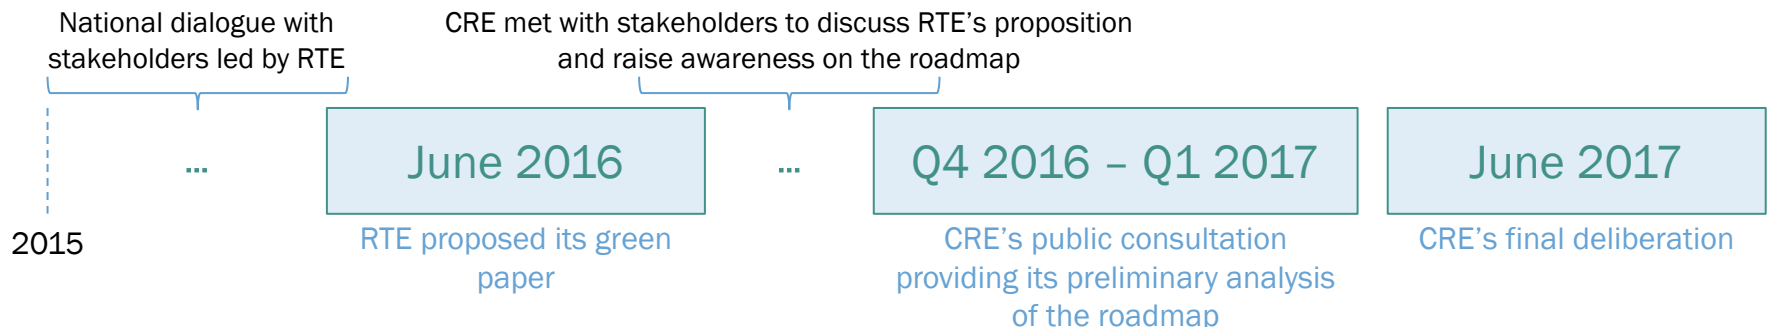 National dialogue with
stakeholders led by RTE
CRE met with stakeholders to discuss RTE’s proposition
and raise awareness on the roadmap
...
June 2016
...
Q4 2016 – Q1 2017
June 2017
2015
RTE proposed its green
paper
CRE’s public consultation
providing its preliminary analysis
of the roadmap
CRE’s final deliberation